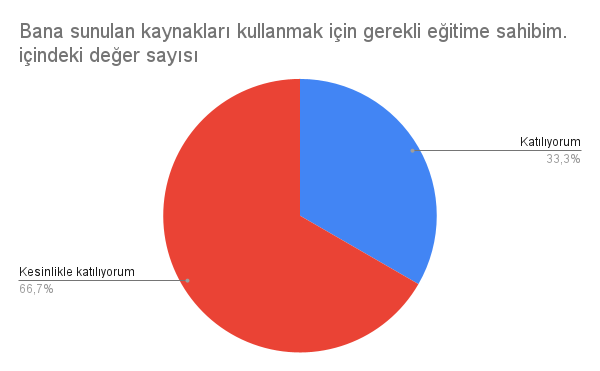 Bana sunulan kaynakları kullanmak için gerekli eğitime sahibim.
içindeki değer sayısı
Katılıyorum
33,3%
Kesinlikle katılıyorum
66,7%